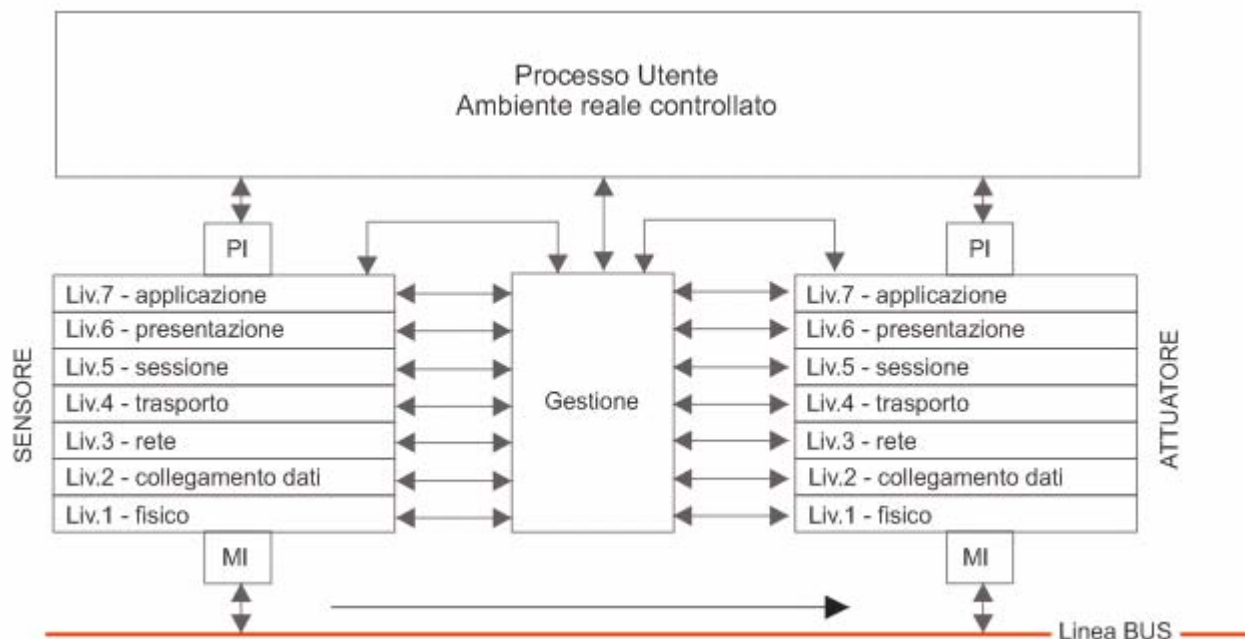 Processo Utente
Ambiente reale controllato
PI
PI
SENSORE
Liv.7 - applicazione
Liv.6 - presentazione
Liv.5 - sessione
Liv.4 - trasporto
Liv.3 - rete
Liv.2 - collegamento dati
Liv.1 - fisico
Gestione
Liv.7 - applicazione
Liv.6 - presentazione
Liv.5 - sessione
Liv.4 - trasporto
Liv.3 - rete
Liv.2 - collegamento dati
Liv.1 - fisico
ATTUATORE
MI
MI
Linea BUS